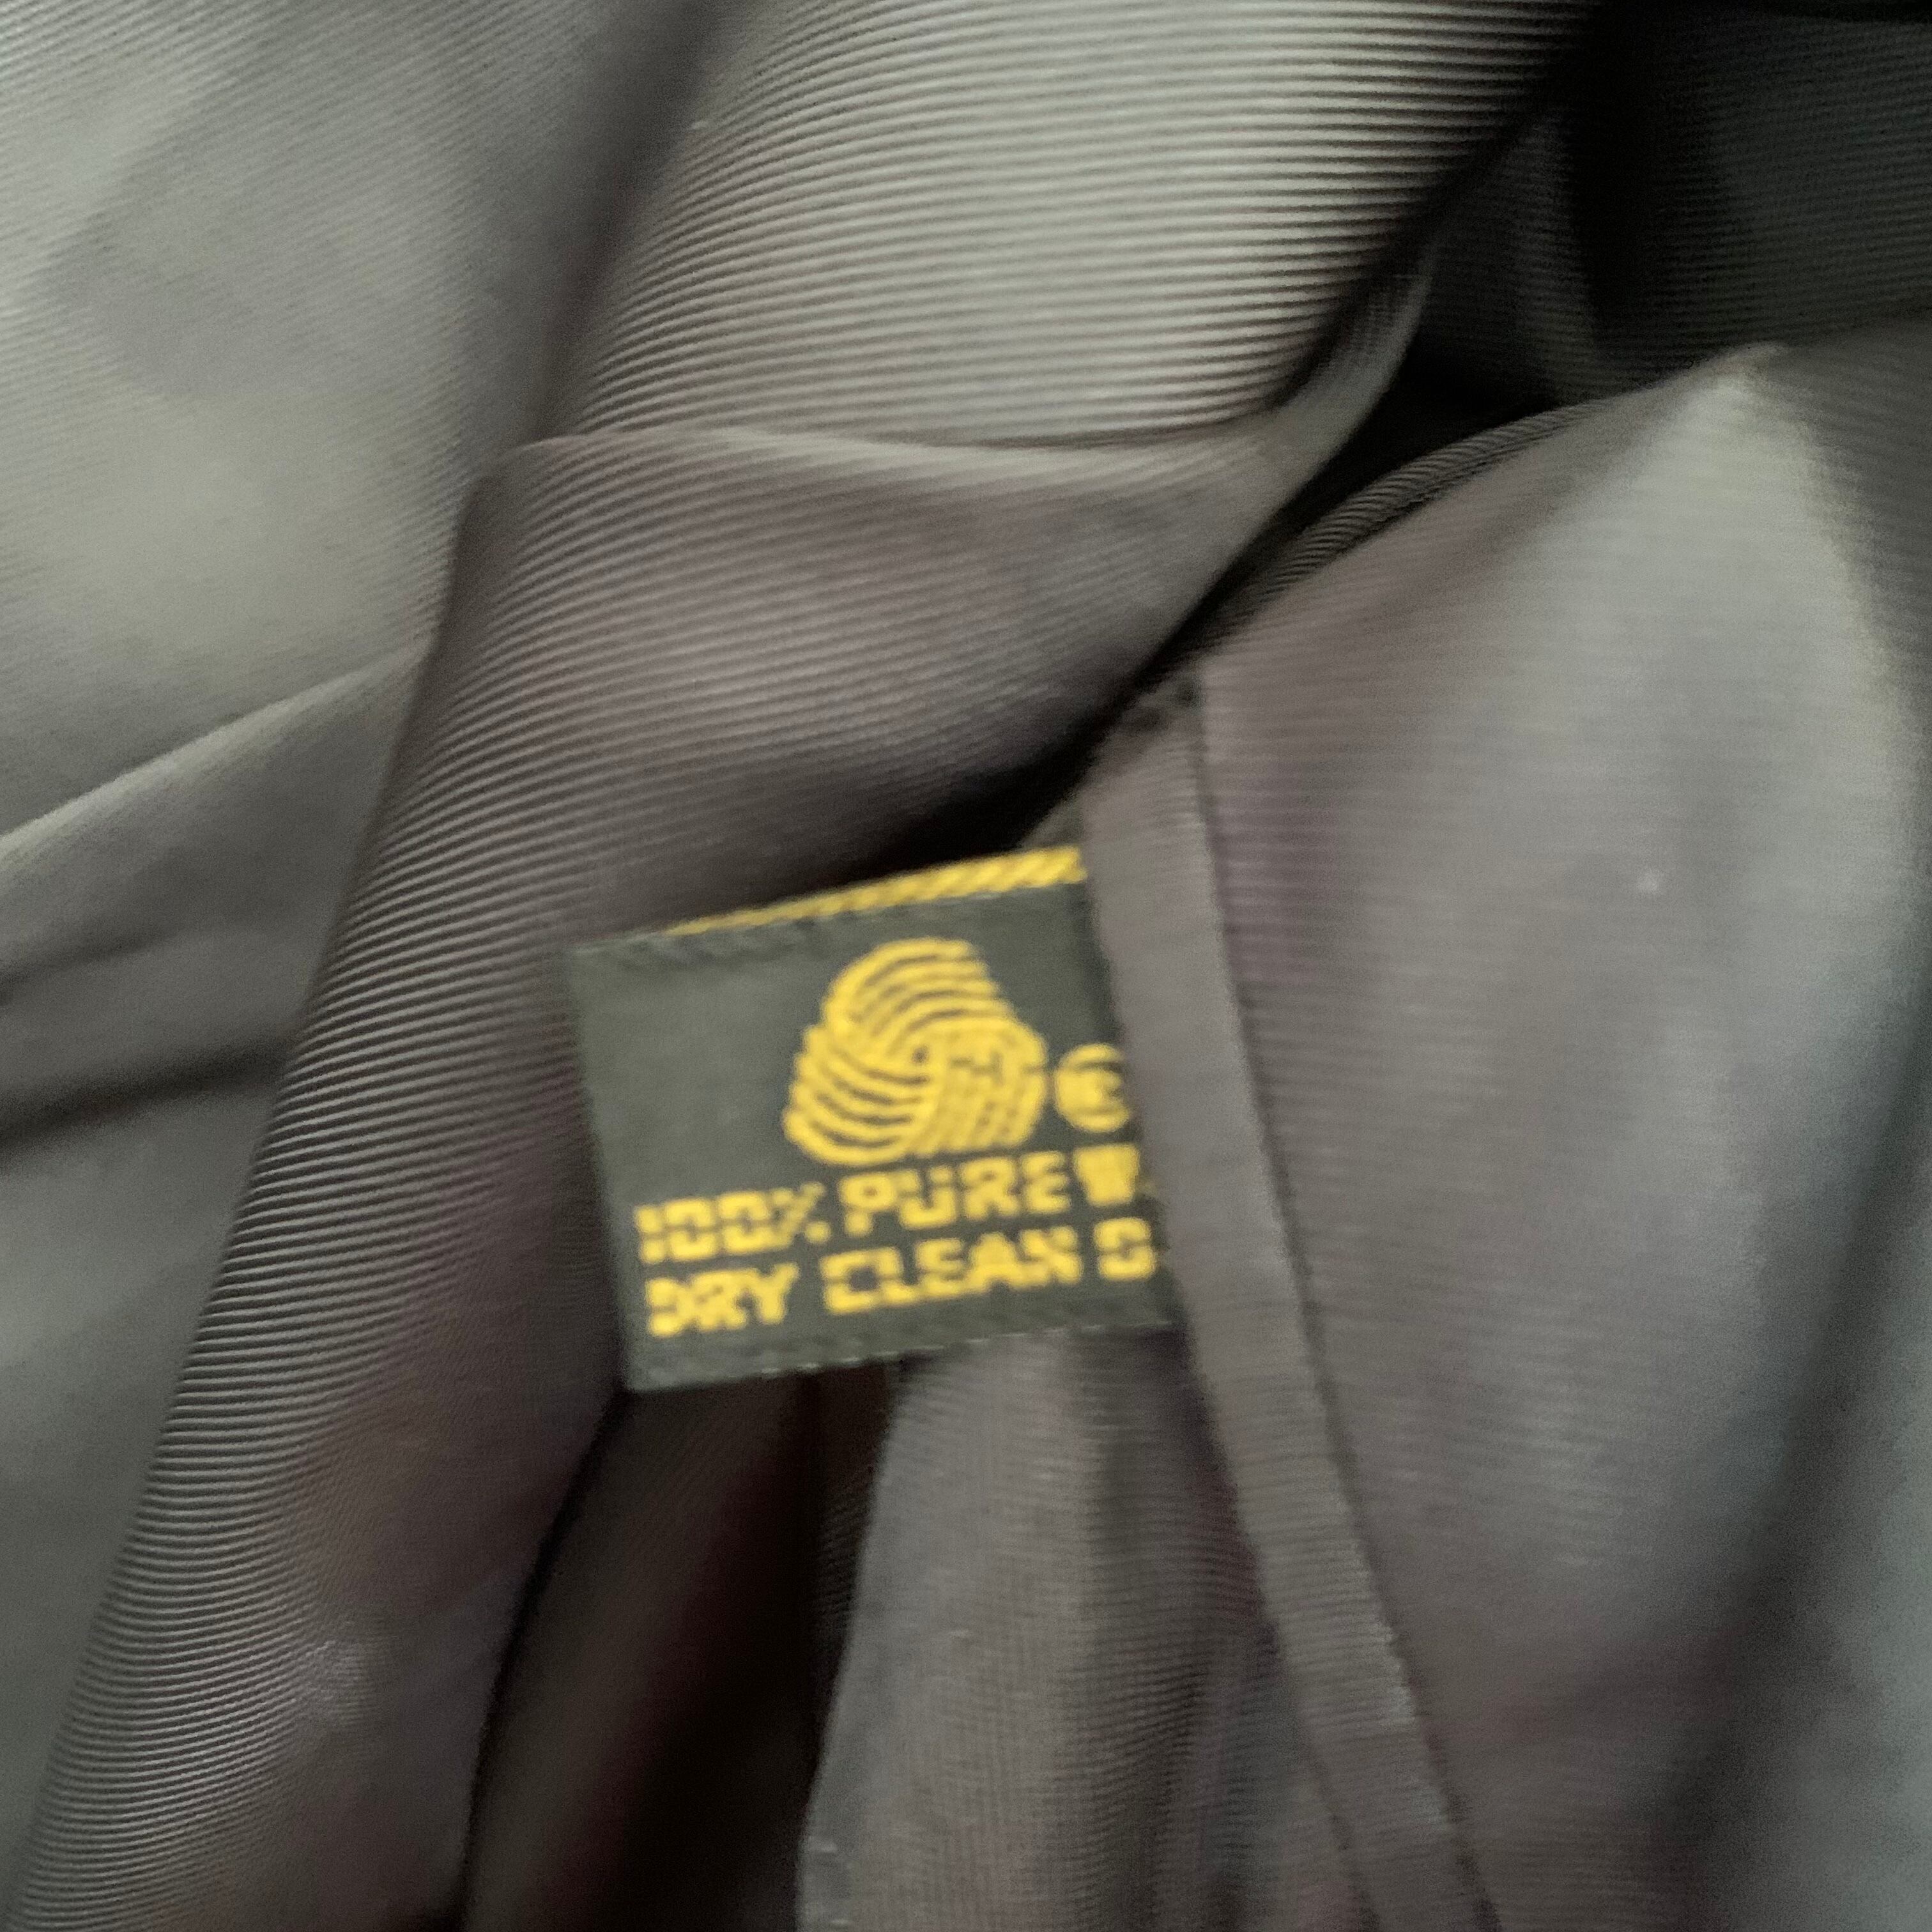 ®
100% PURE W
DRY CLEAN O